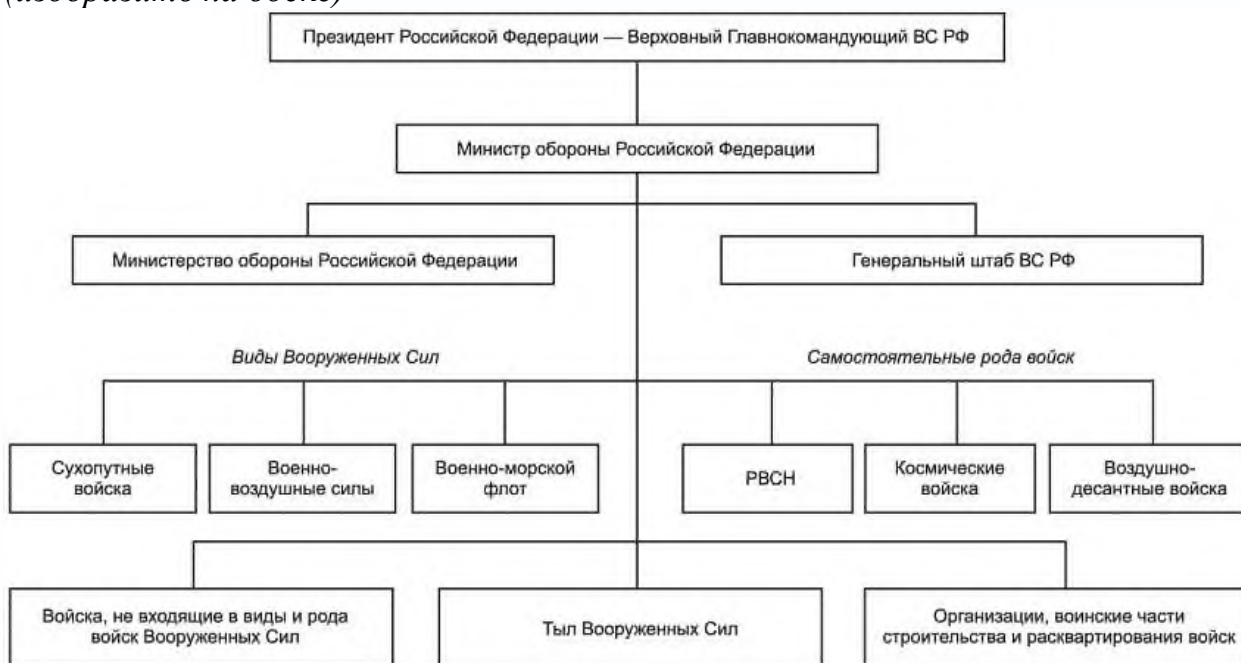 (изобразите на доске)
Президент Российской Федерации — Верховный Главнокомандующий ВС РФ
Министр обороны Российской Федерации
Министерство обороны Российской Федерации
Генеральный штаб ВС РФ
Виды Вооруженных Сил
Самостоятельные рода войск
Сухопутные
войска
Военно-
воздушные силы
Военно-морской
флот
РВСН
Космические
войска
Воздушно-
десантные войска
Войска, не входящие в виды и рода
войск Вооруженных Сил
Тыл Вооруженных Сил
Организации, воинские части
строительства и расквартирования войск